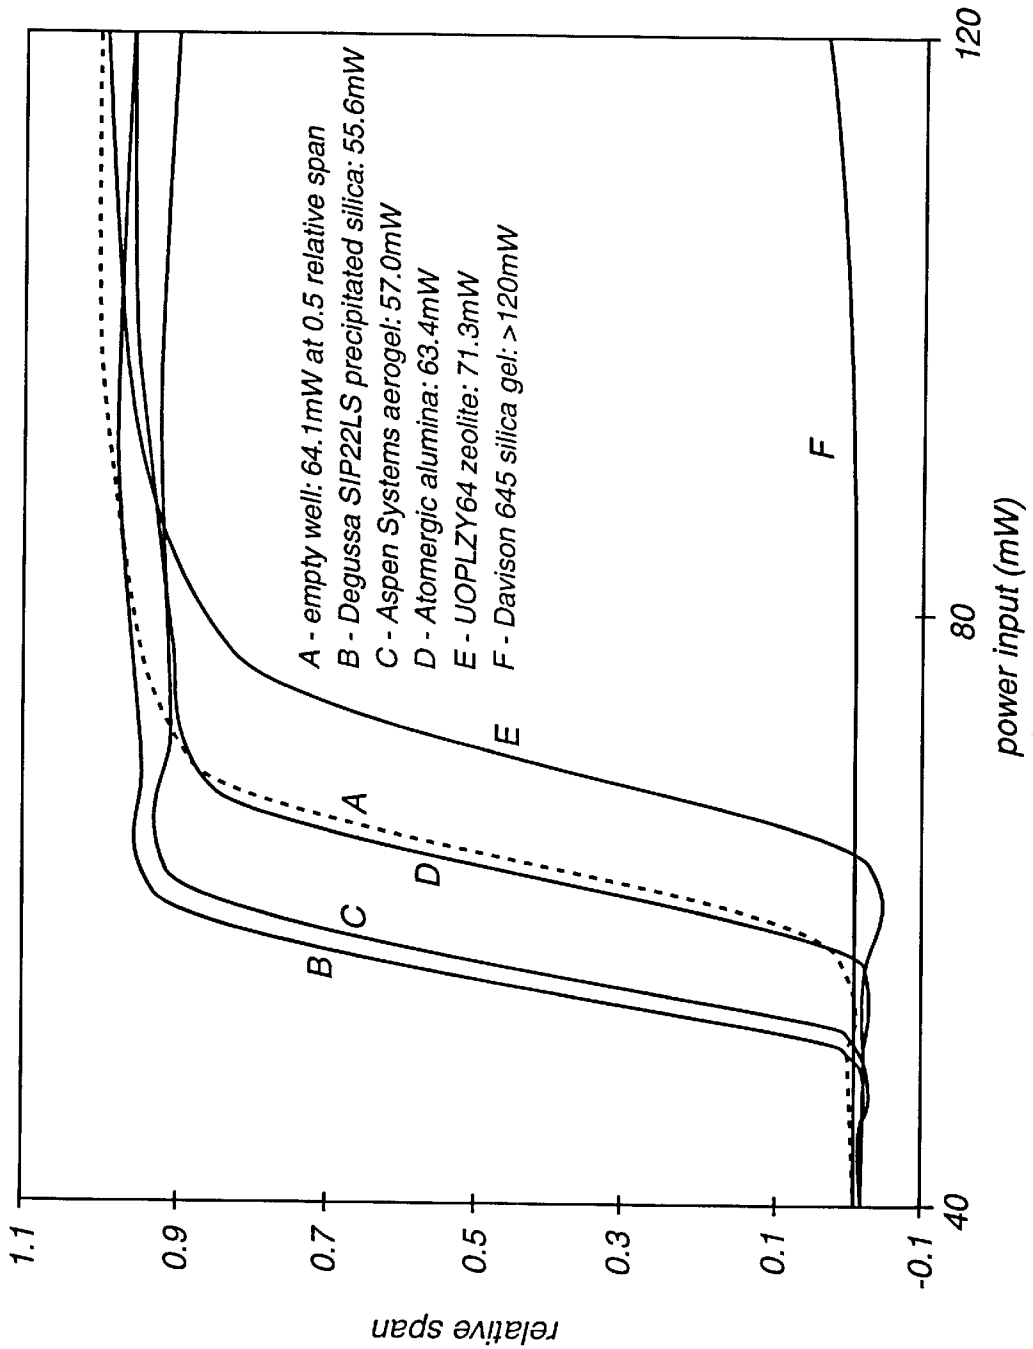 1.1
0.9
0.7
0.5
0.3
0.1
-0.1
relative span
40
80
120
power input (mW)
A - empty well: 64.1mW at 0.5 relative span
B - Degussa SIP22LS precipitated silica: 55.6mW
C - Aspen Systems aerogel: 57.0mW
D - Atomergic alumina: 63.4mW
E - UOPLZY64 zeolite: 71.3mW
F - Davison 645 silica gel: >120mW
B
C
D
A
E
F